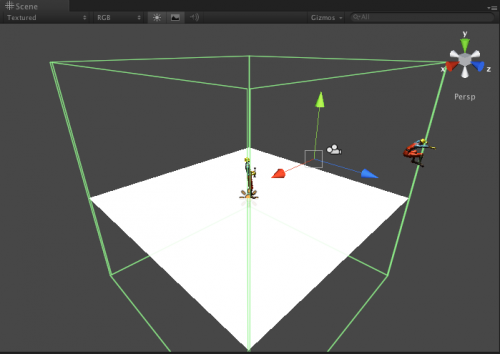 Scene
Textured RGB Gizmos All
y
x z
Persp